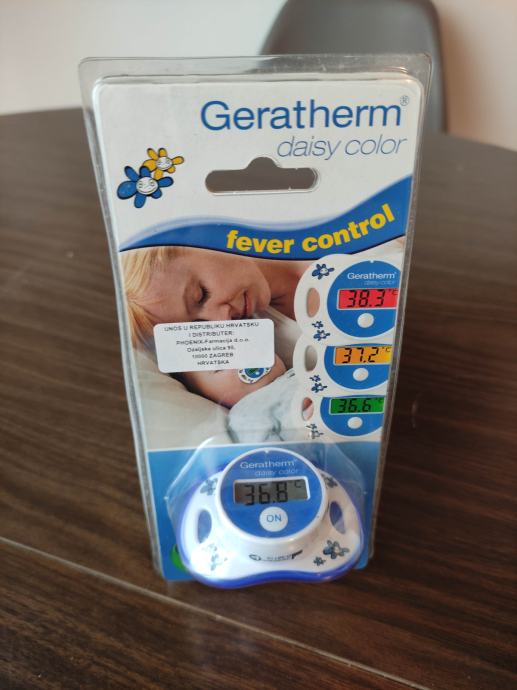 Geratherm®
daisy color
fever control
Geratherm®
daisy color
38.3°C
37.2°C
36.6°C
UNOS U REPUBLIKU HRVATSKU
I DISTRIBUTER:
PHOENIX-Farmacija d.o.o.
Ozaljska ulica 95,
10000 ZAGREB
HRVATSKA
Geratherm®
daisy color
36.8°C
ON